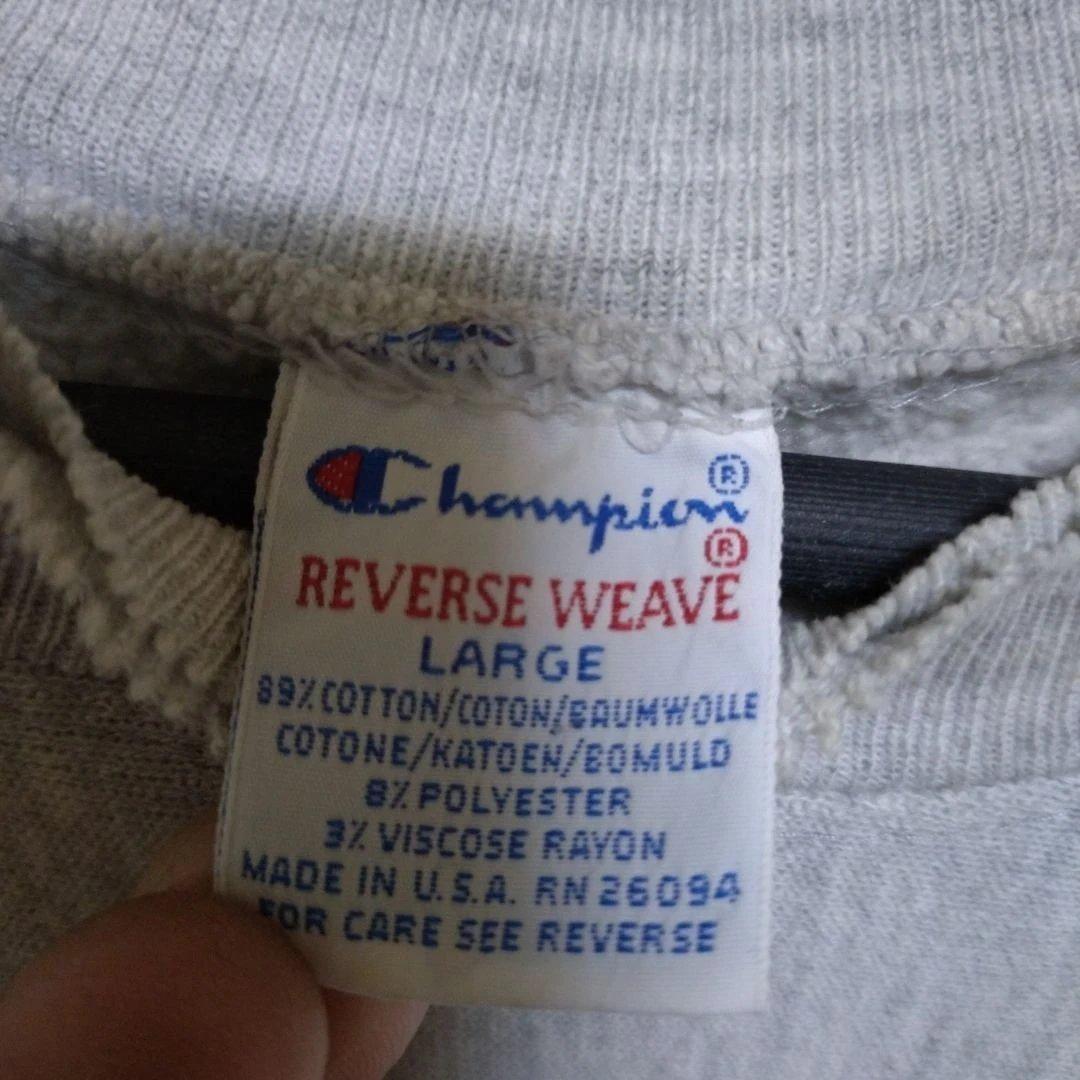 Champion®
REVERSE WEAVE®
LARGE
89% COTTON/COTON/BAUMWOLLE
COTONE/KATOEN/BOMULD
8% POLYESTER
3% VISCOSE RAYON
MADE IN U.S.A. RN 26094
FOR CARE SEE REVERSE